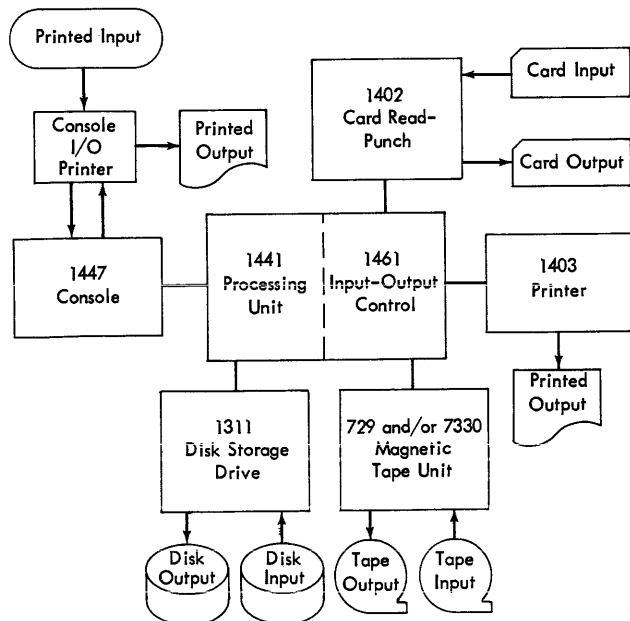 Printed Input
Console
I/O
Printer
Printed
Output
1402
Card Read-
Punch
Card Input
Card Output
1447
Console
1441
Processing
Unit
1461
Input-Output
Control
1403
Printer
Printed
Output
1311
Disk Storage
Drive
729 and/or 7330
Magnetic
Tape Unit
Disk
Output
Disk
Input
Tape
Output
Tape
Input